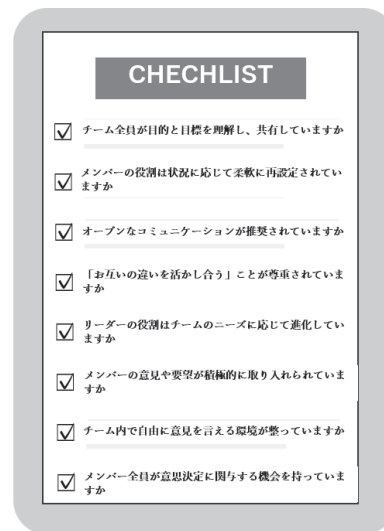 CHECHLIST
チーム全員が目的と目標を理解し、共有していますか
メンバーの役割は状況に応じて柔軟に再設定されてい
ますか
オープンなコミュニケーションが推奨されていますか
「お互いの違いを活かし合う」ことが尊重されていま
すか
リーダーの役割はチームのニーズに応じて進化してい
ますか
メンバーの意見や要望が積極的に取り入れられていま
すか
チーム内で自由に意見を言える環境が整っていますか
メンバー全員が意思決定に関与する機会を持っていま
すか